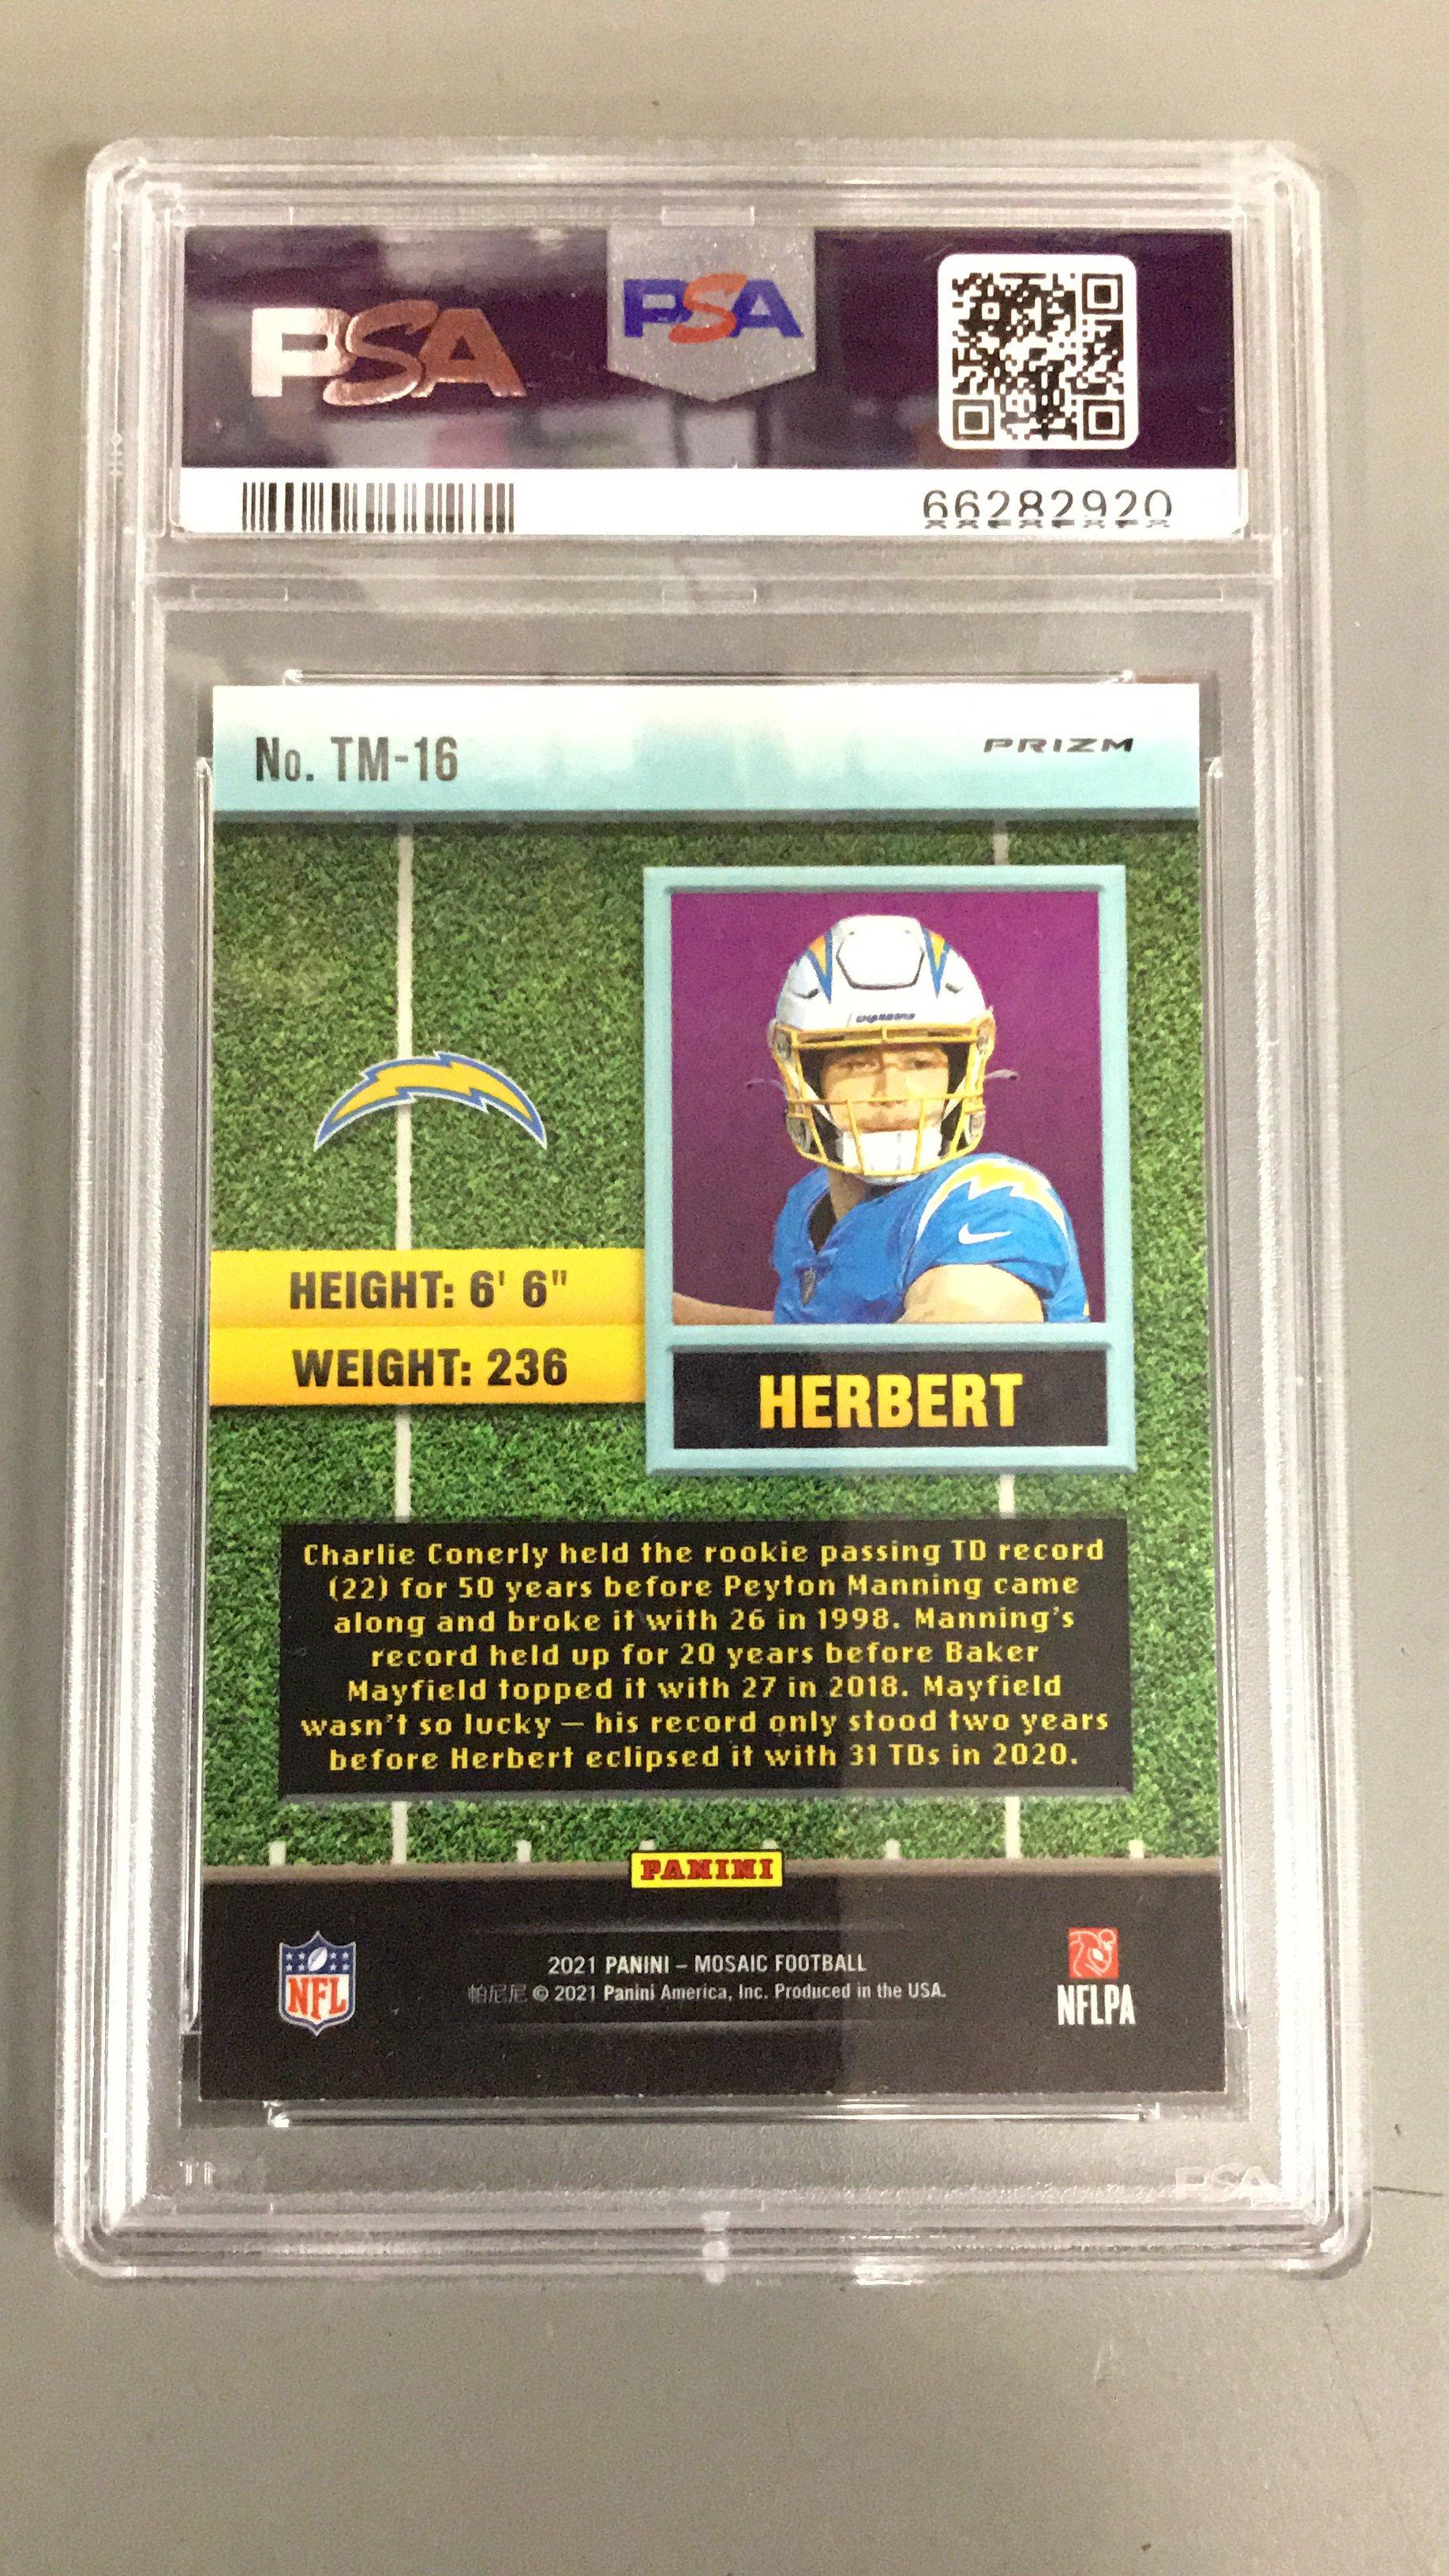 PSA
PSA
66282920
No. TM-16
PRIZM
CHARGERS
HEIGHT: 6' 6"
WEIGHT: 236
HERBERT
Charlie Conerly held the rookie passing TD record
(22) for 50 years before Peyton Manning came
along and broke it with 26 in 1998. Manning's
record held up for 20 years before Baker
Mayfield topped it with 27 in 2018. Mayfield
wasn't so lucky — his record only stood two years
before Herbert eclipsed it with 31 TDs in 2020.
PANINI
NFL
2021 PANINI – MOSAIC FOOTBALL
帕尼尼 © 2021 Panini America, Inc. Produced in the USA.
NFLPA
PSA